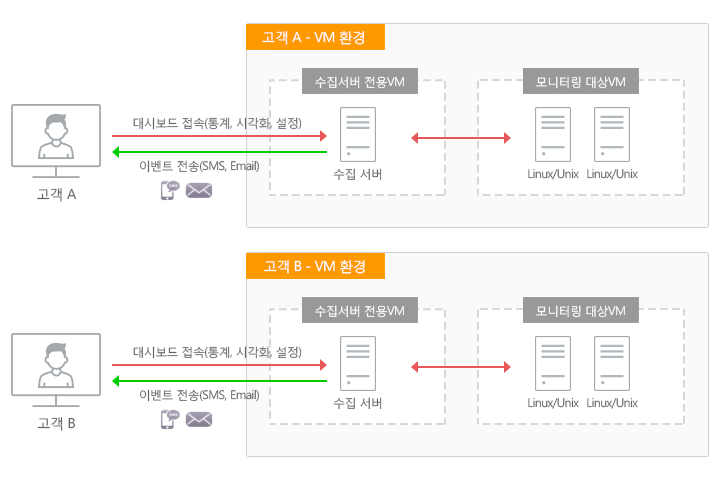 고객 A - VM 환경
수집서버 전용VM
모니터링 대상VM
대시보드 접속(통계, 시각화, 설정)
이벤트 전송(SMS, Email)
SMS
고객 A
수집 서버
Linux/Unix
Linux/Unix
고객 B - VM 환경
수집서버 전용VM
모니터링 대상VM
대시보드 접속(통계, 시각화, 설정)
이벤트 전송(SMS, Email)
SMS
고객 B
수집 서버
Linux/Unix
Linux/Unix